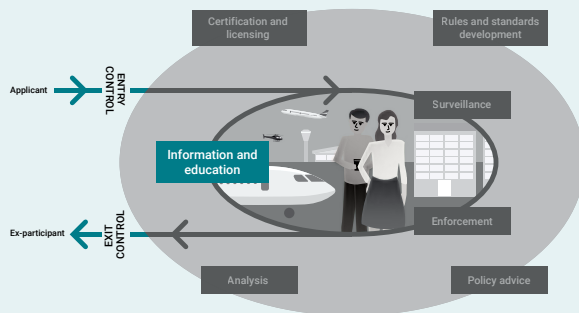 Certification and
licensing
Rules and standards
development
Applicant
ENTRY
CONTROL
Surveillance
Information and
education
Ex-participant
EXIT
CONTROL
Enforcement
Analysis
Policy advice